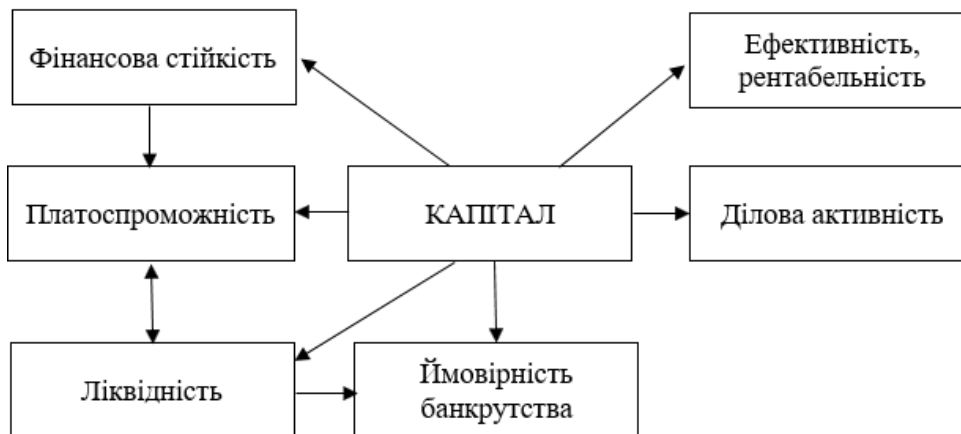 Фінансова стійкість
Ефективність,
рентабельність
Платоспроможність
КАПІТАЛ
Ділова активність
Ліквідність
Ймовірність
банкрутства